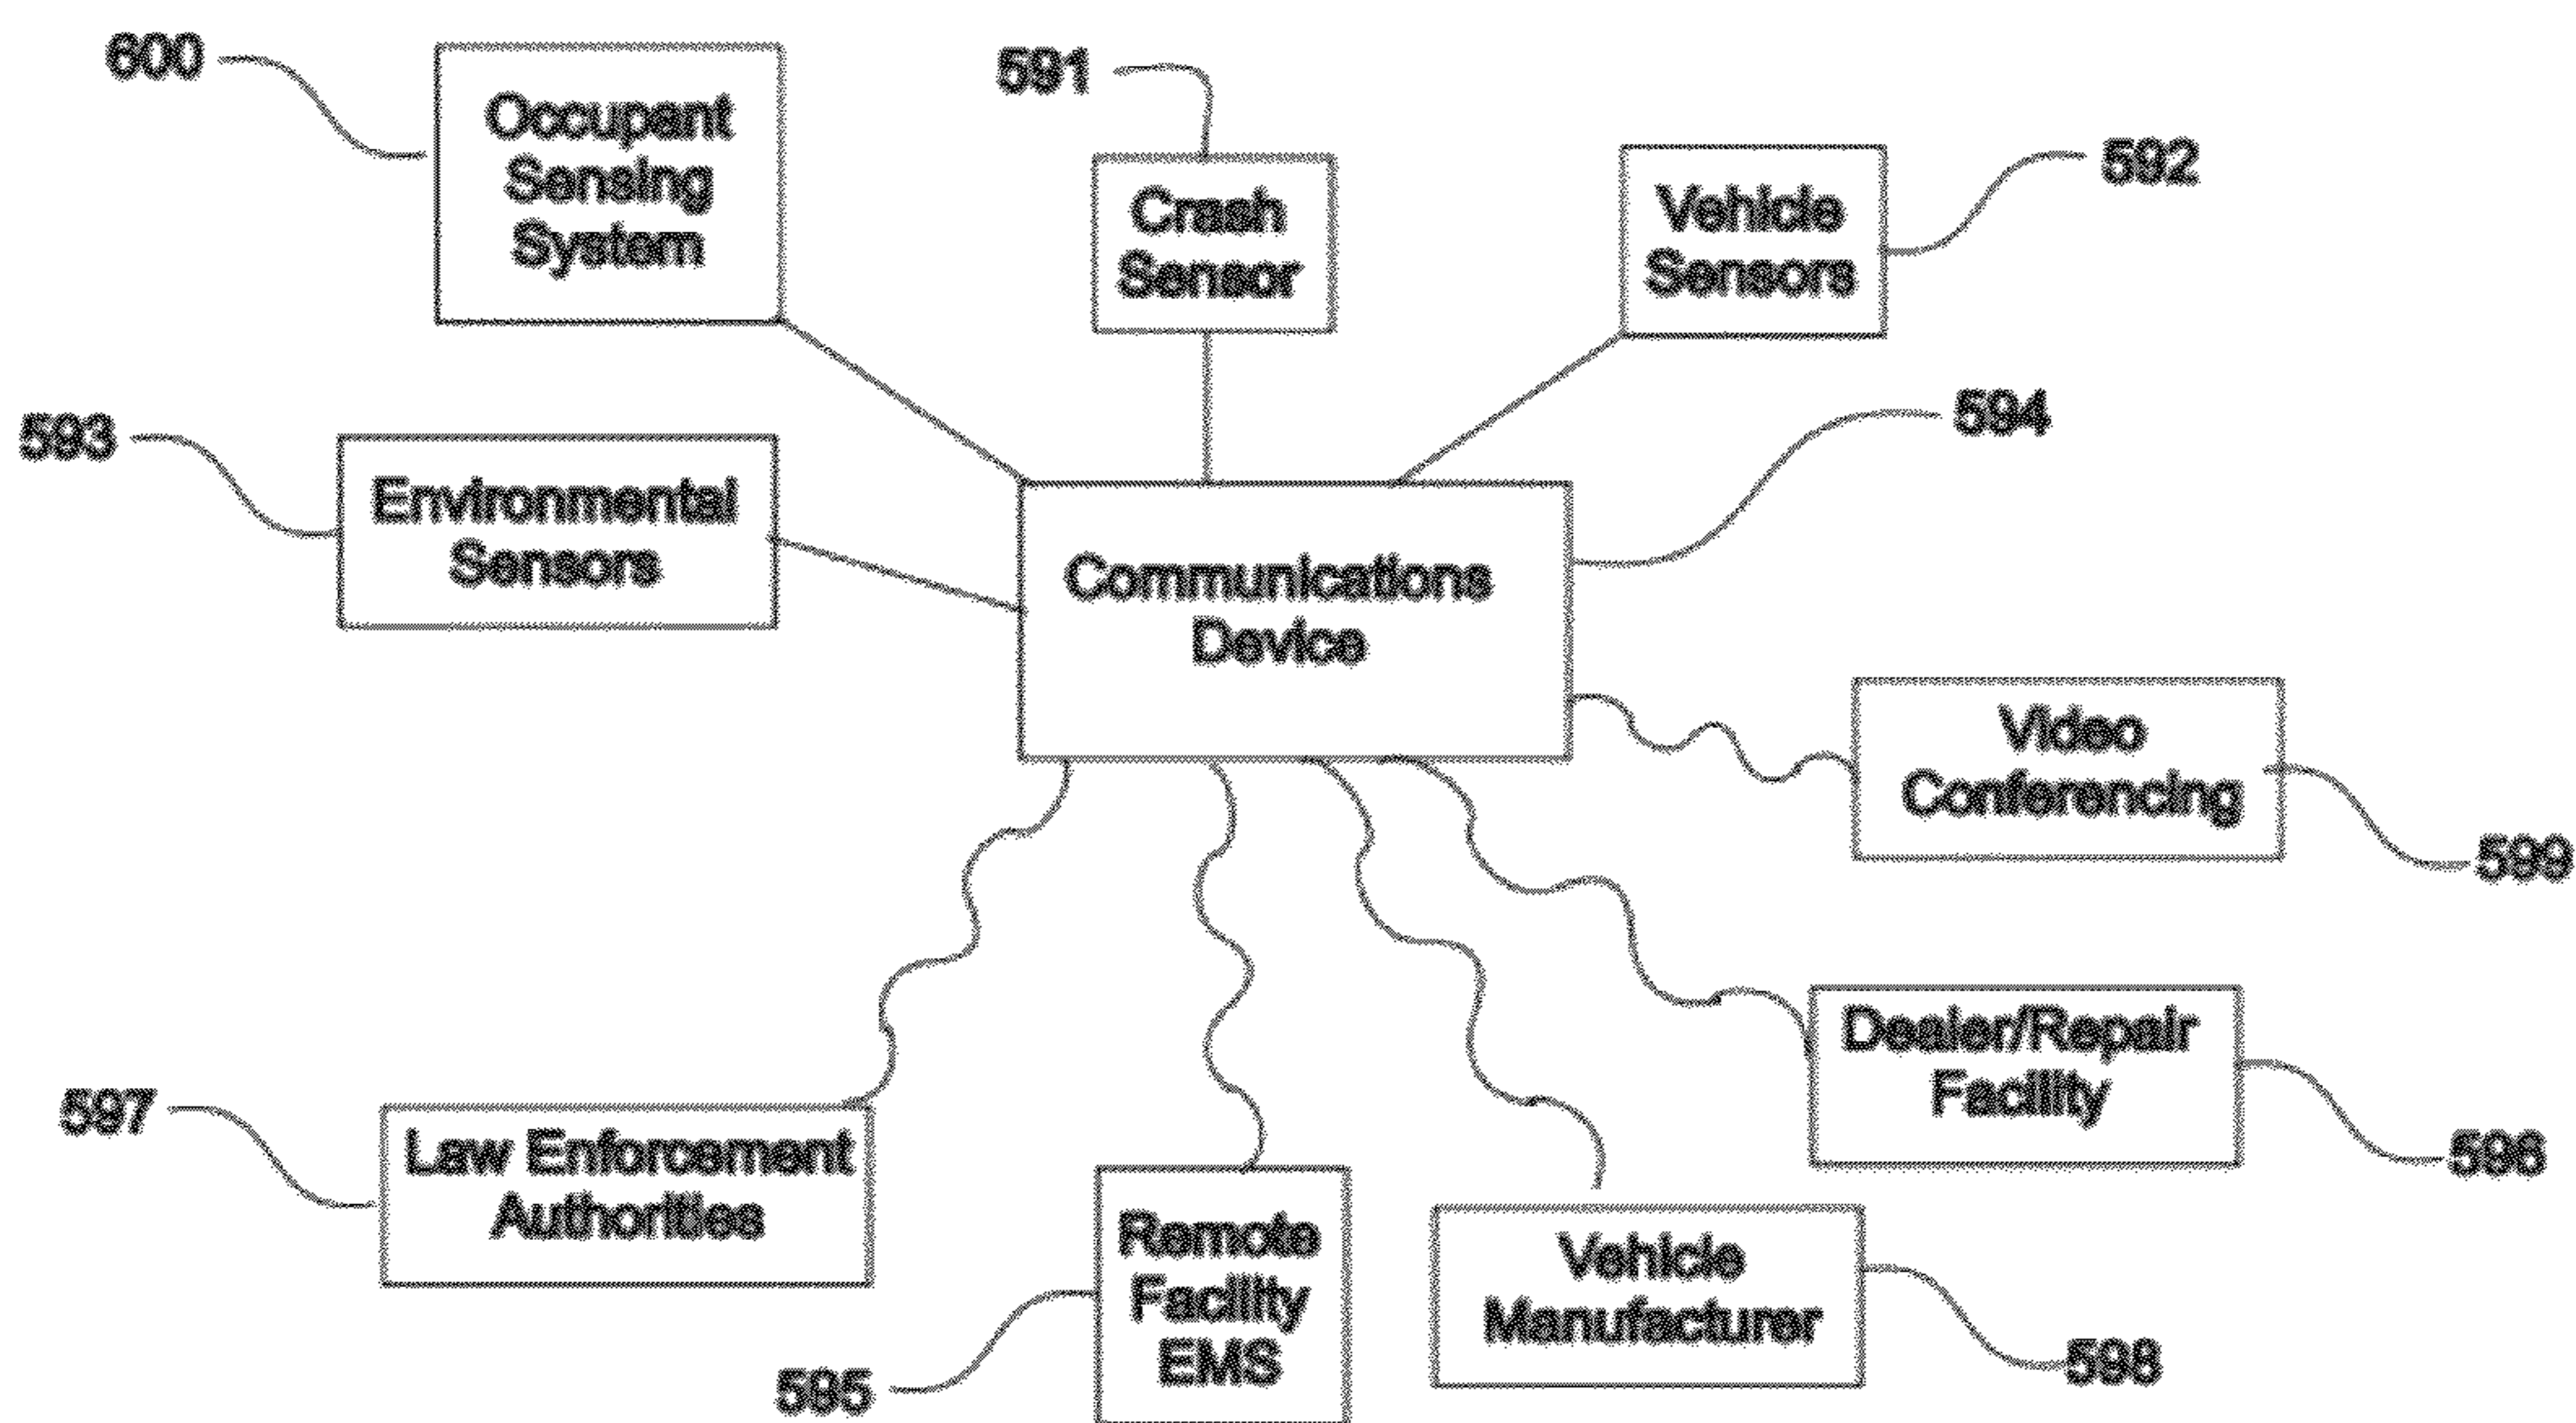 600
Occupant
Sensing
System
591
Crash
Sensor
Vehicle
Sensors
592
593
Environmental
Sensors
594
Communications
Device
Video
Conferencing
599
Dealer/Repair
Facility
596
597
Law Enforcement
Authorities
595
Remote
Facility
EMS
Vehicle
Manufacturer
598